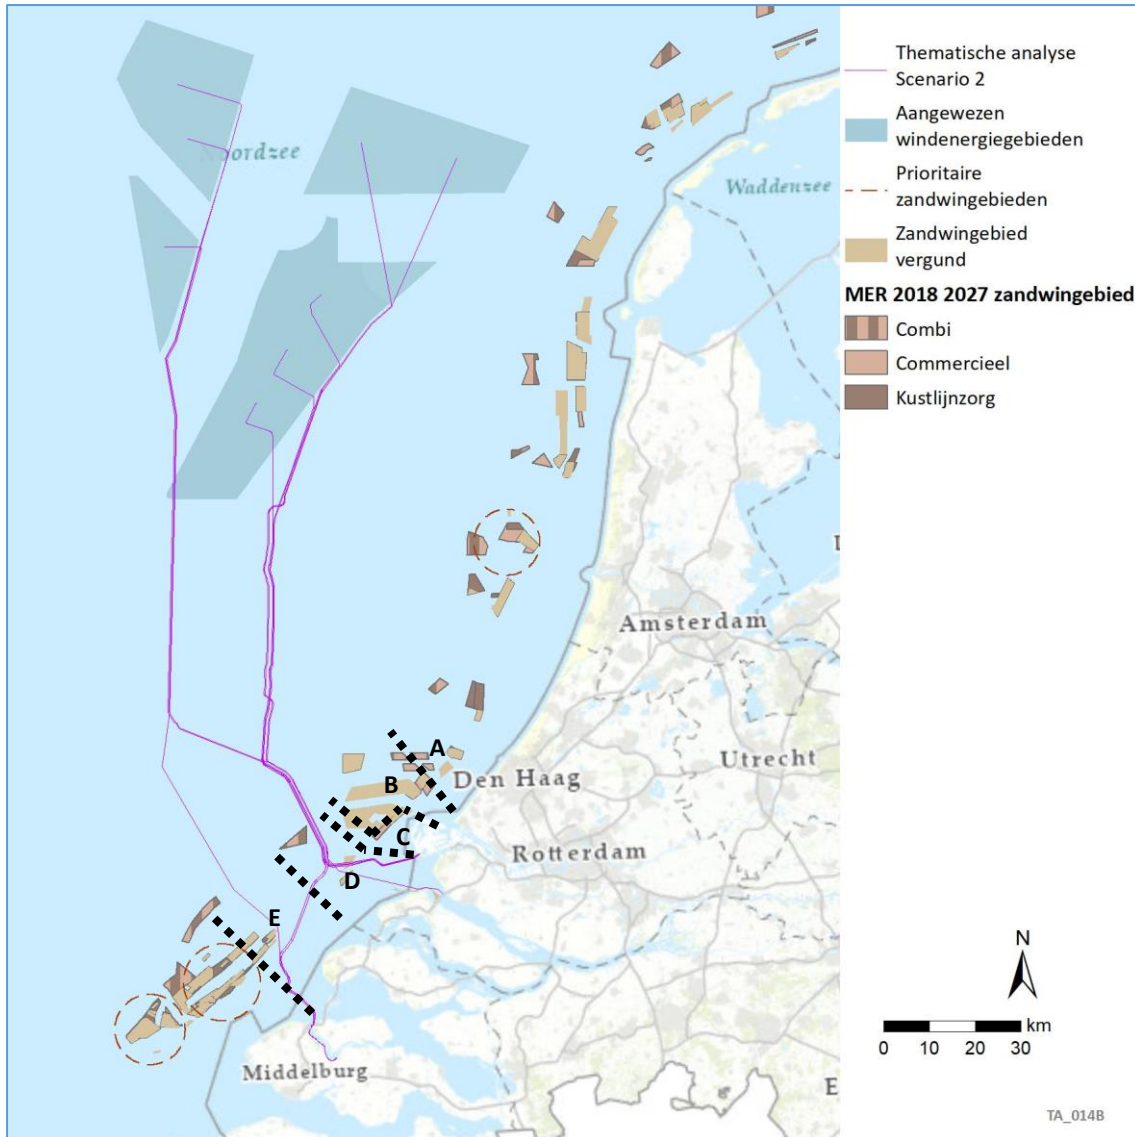 Thematische analyse
Scenario 2
Aangewezen
windenergiegebieden
Prioritaire
zandwingebieden
Zandwingebied
vergund
MER 2018 2027 zandwingebied
Combi
Commercieel
Kustlijnzorg
Noordzee
Waddenzee
Amsterdam
Utrecht
A
Den Haag
B
C
Rotterdam
D
E
Middelburg
N
km
0 10 20 30
TA_014B